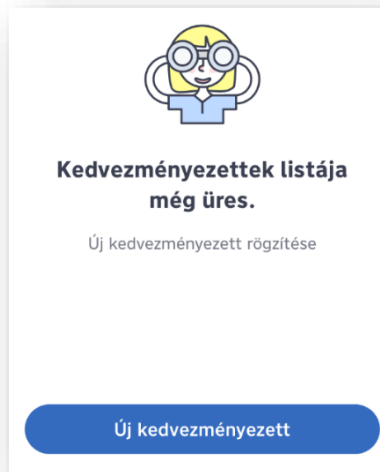 Kedvezményezettek listája
még üres.
Új kedvezményezett rögzítése
Új kedvezményezett